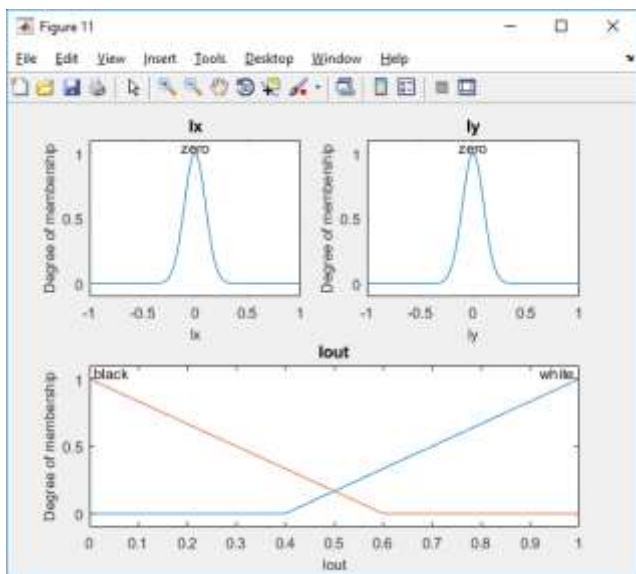 Figure 11
File Edit View Insert Tools Desktop Window Help
Ix
zero
Degree of membership
1
0.5
0
-1 -0.5 0 0.5 1
Ix
Iy
zero
Degree of membership
1
0.5
0
-1 -0.5 0 0.5 1
Iy
Iout
black
white
Degree of membership
1
0.5
0
0 0.1 0.2 0.3 0.4 0.5 0.6 0.7 0.8 0.9 1
Iout